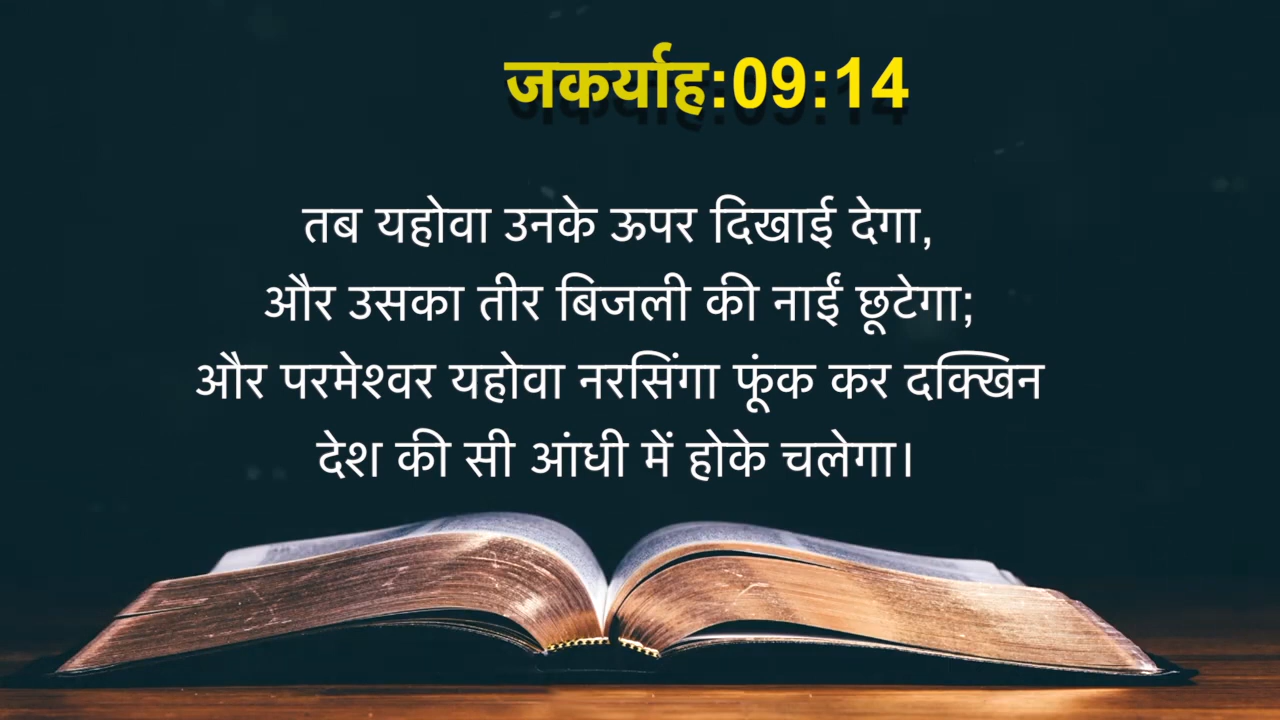 जकर्याह:09:14
तब यहोवा उनके ऊपर दिखाई देगा,
और उसका तीर बिजली की नाईं छूटेगा;
और परमेश्वर यहोवा नरसिंगा फूंक कर दक्खिन
देश की सी आंधी में होके चलेगा।